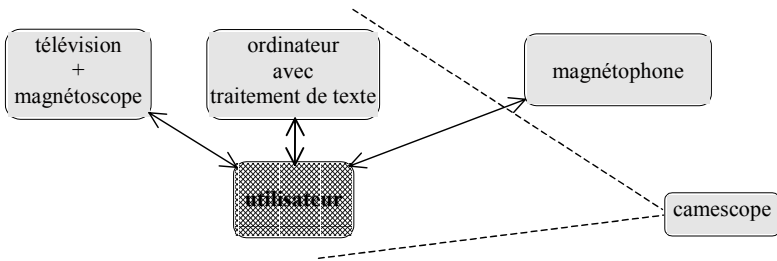 télévision
+
magnétoscope
ordinateur
avec
traitement de texte
magnétophone
utilisateur
camescope